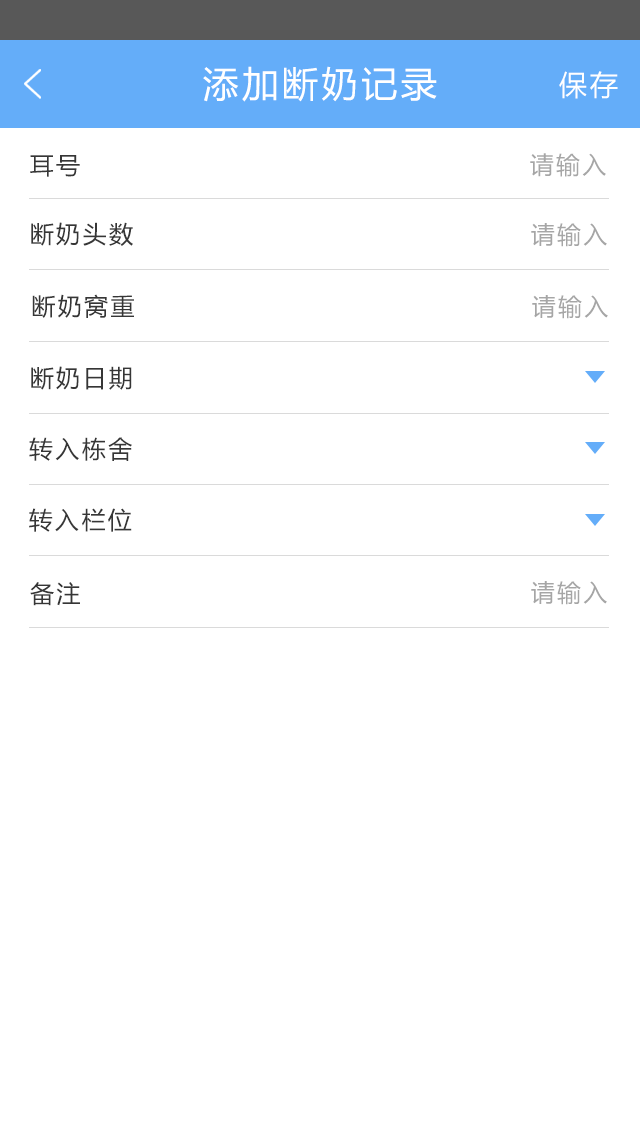 添加断奶记录 保存
耳号 请输入
断奶头数 请输入
断奶窝重 请输入
断奶日期
转入栋舍
转入栏位
备注 请输入